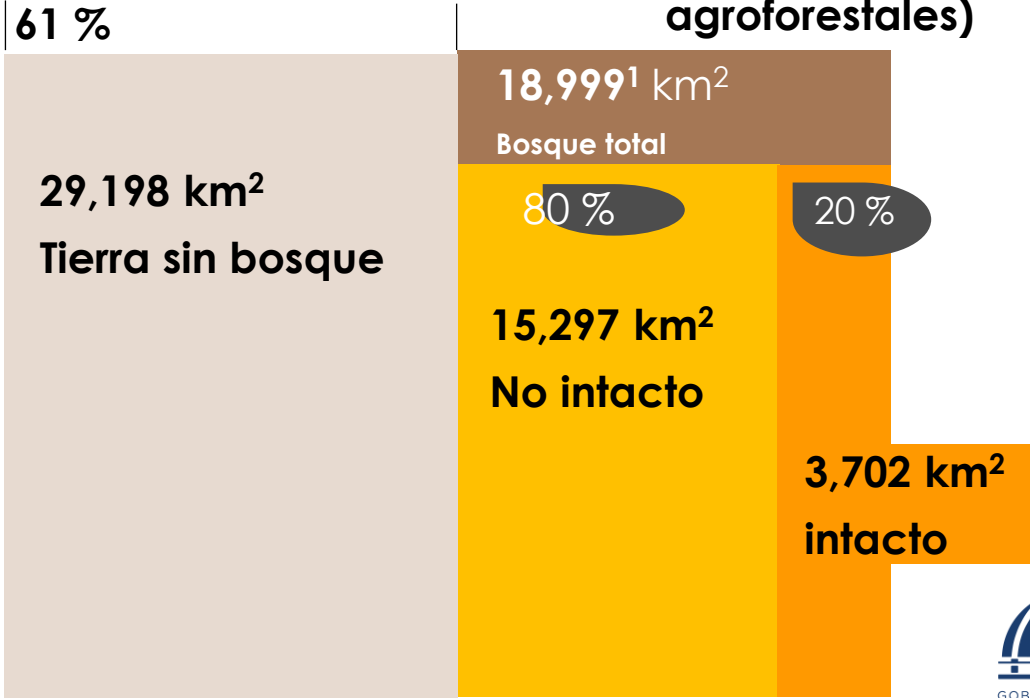 61 %
agroforestales)
18,999¹ km²
Bosque total
29,198 km²
Tierra sin bosque
80 %
20 %
15,297 km²
No intacto
3,702 km²
intacto